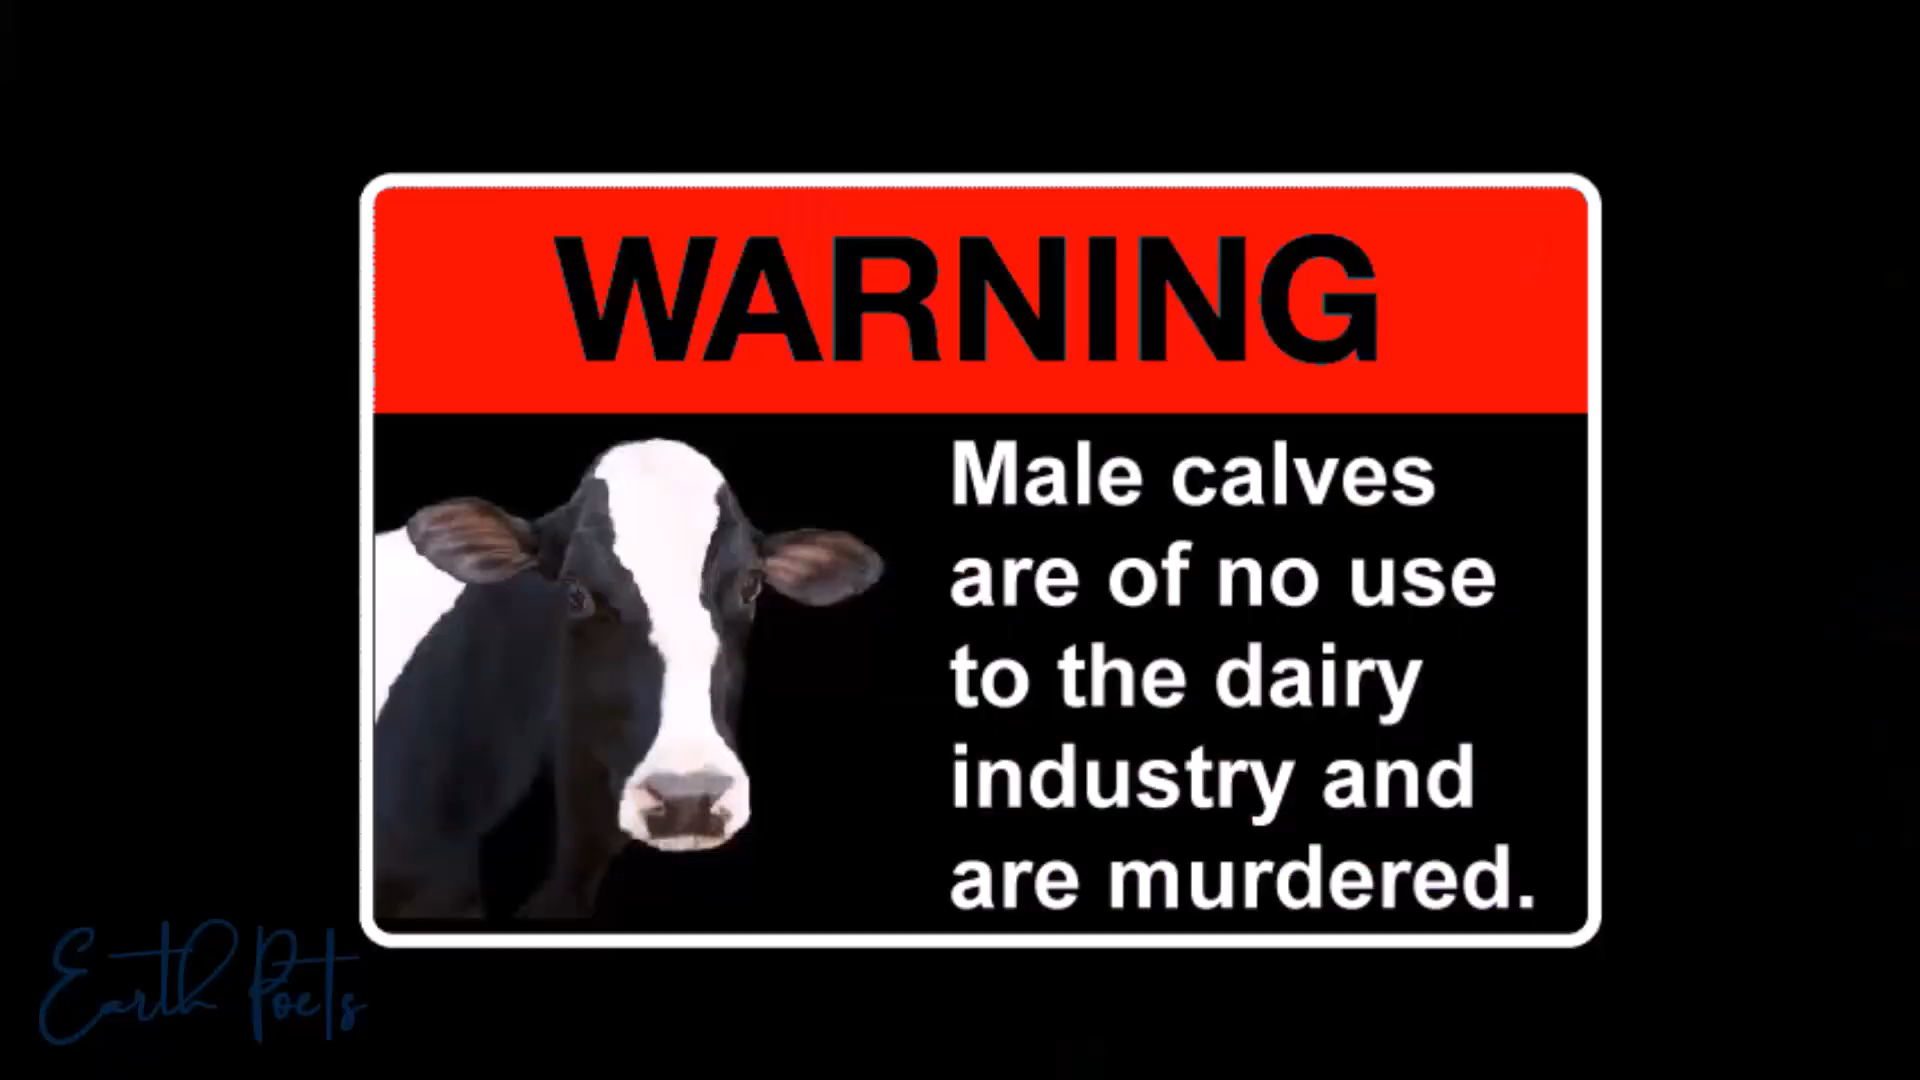 WARNING
Male calves
are of no use
to the dairy
industry and
are murdered.
Earth Poets